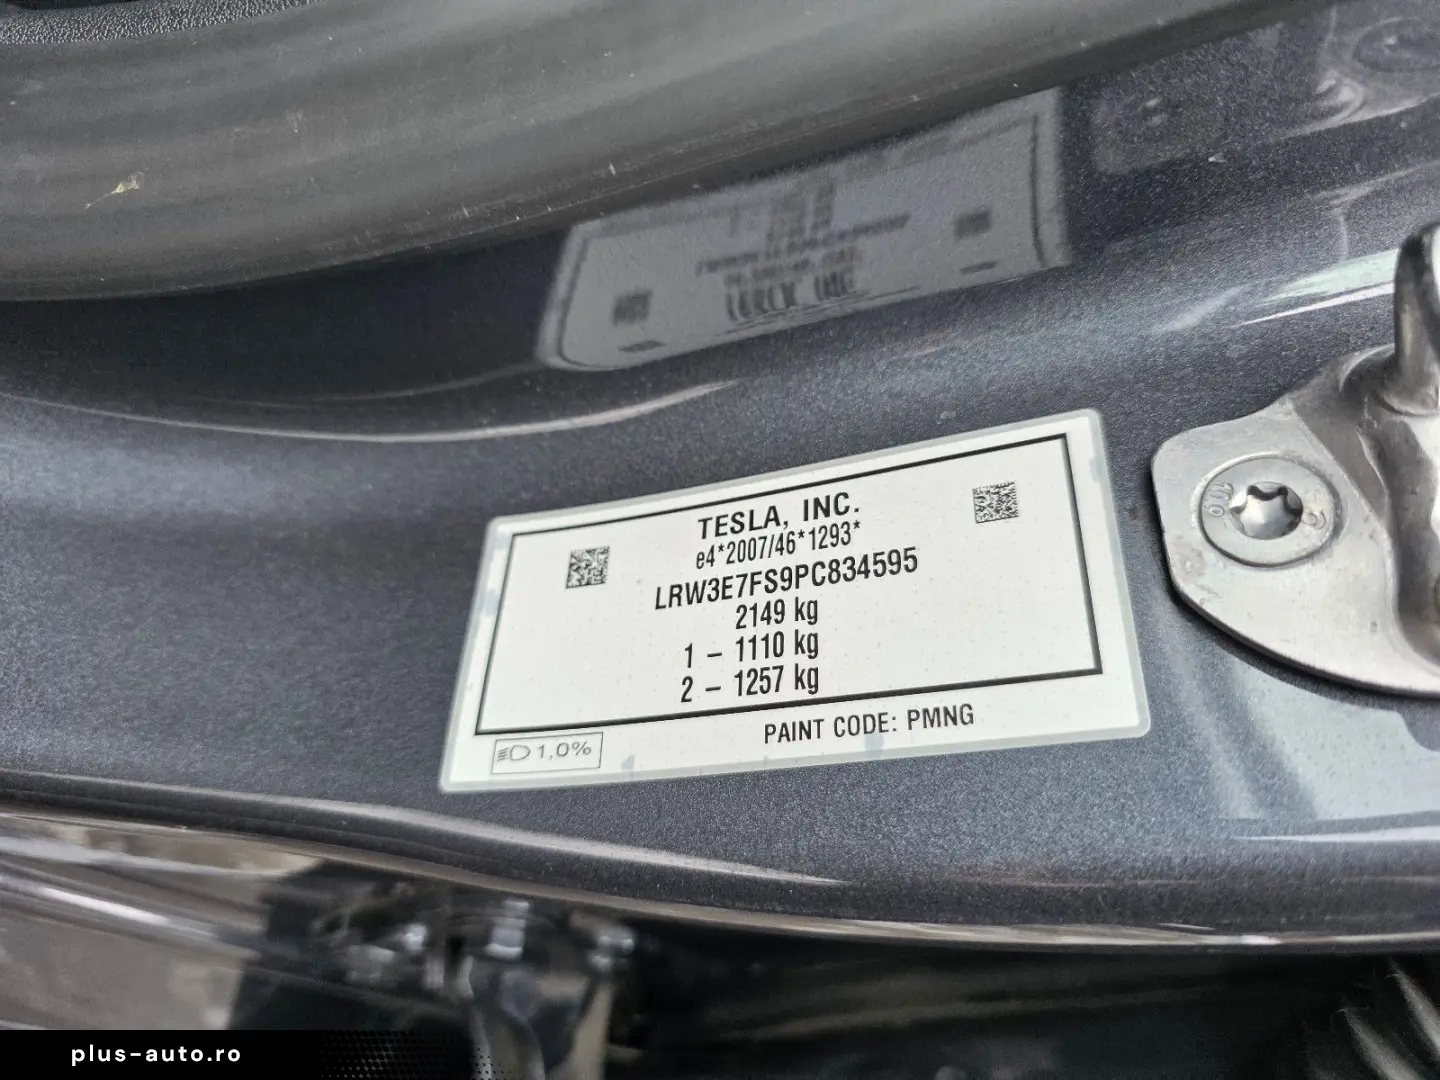 TESLA, INC.
e4*2007/46*1293*
LRW3E7FS9PC834595
2149 kg
1 – 1110 kg
2 – 1257 kg
PAINT CODE: PMNG
1,0%
plus-auto.ro